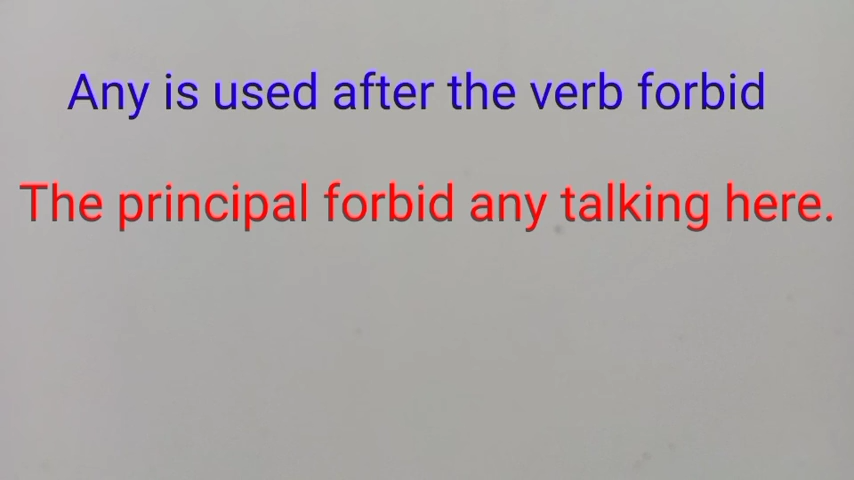 Any is used after the verb forbid
The principal forbid any talking here.